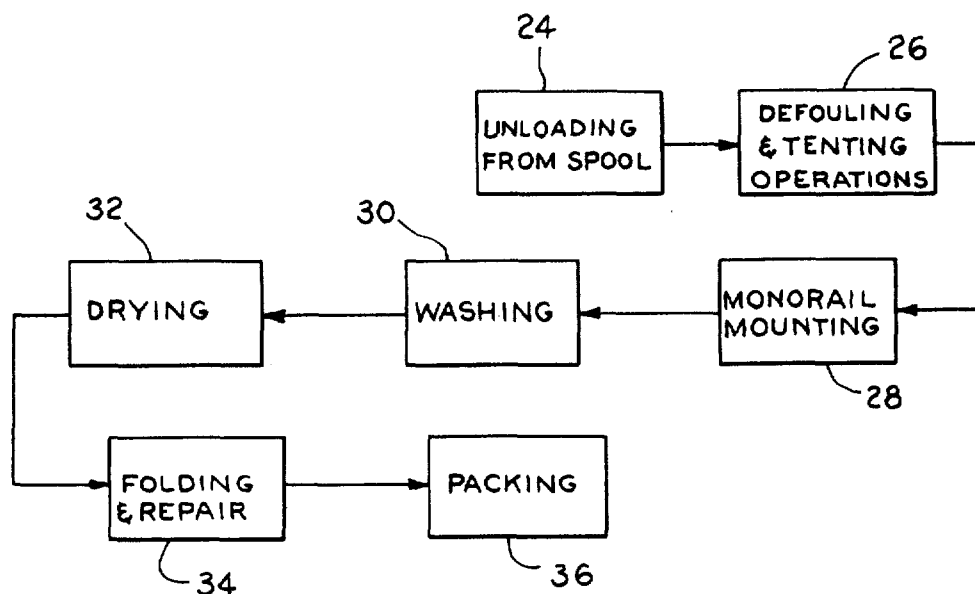 24
UNLOADING
FROM SPOOL
26
DEFOULING
& TENTING
OPERATIONS
MONORAIL
MOUNTING
28
30
WASHING
32
DRYING
FOLDING
& REPAIR
34
PACKING
36